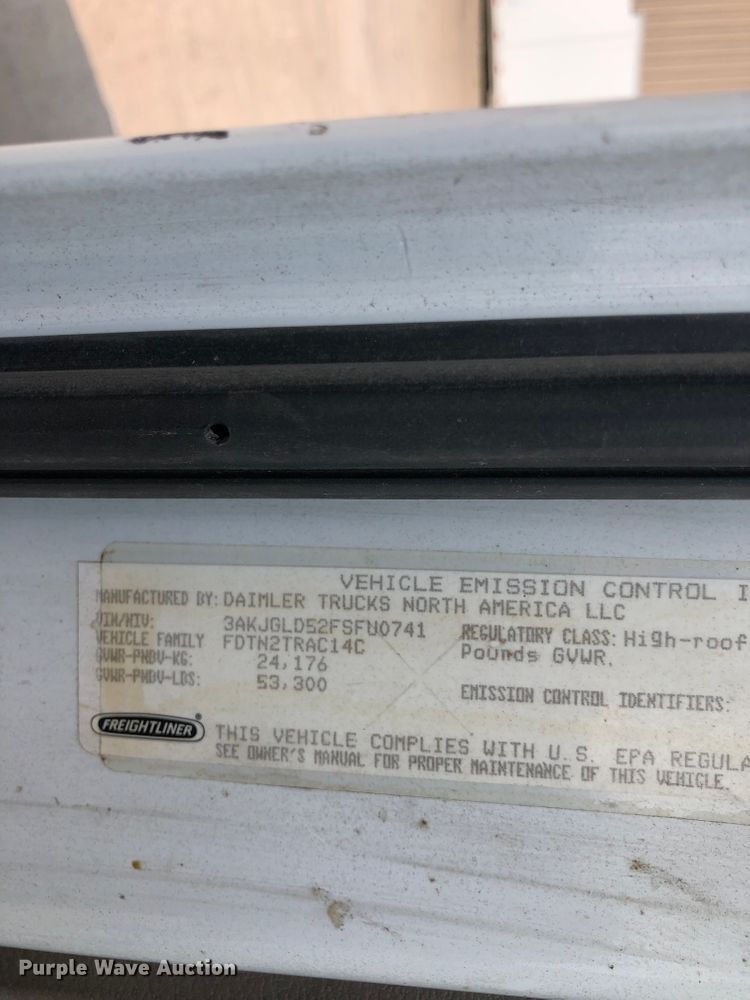 VEHICLE EMISSION CONTROL I
MANUFACTURED BY: DAIMLER TRUCKS NORTH AMERICA LLC
VIN/NIV: 3AKJGLD52FSFU0741 REGULATORY CLASS: High-roof
VEHICLE FAMILY FDTN2TRAC14C Pounds GVWR.
GVWR-PNDV-KG: 24,176
GVWR-PNDV-LBS: 53,300 EMISSION CONTROL IDENTIFIERS:
FREIGHTLINER®
THIS VEHICLE COMPLIES WITH U.S. EPA REGULA
SEE OWNER'S MANUAL FOR PROPER MAINTENANCE OF THIS VEHICLE.
Purple Wave Auction